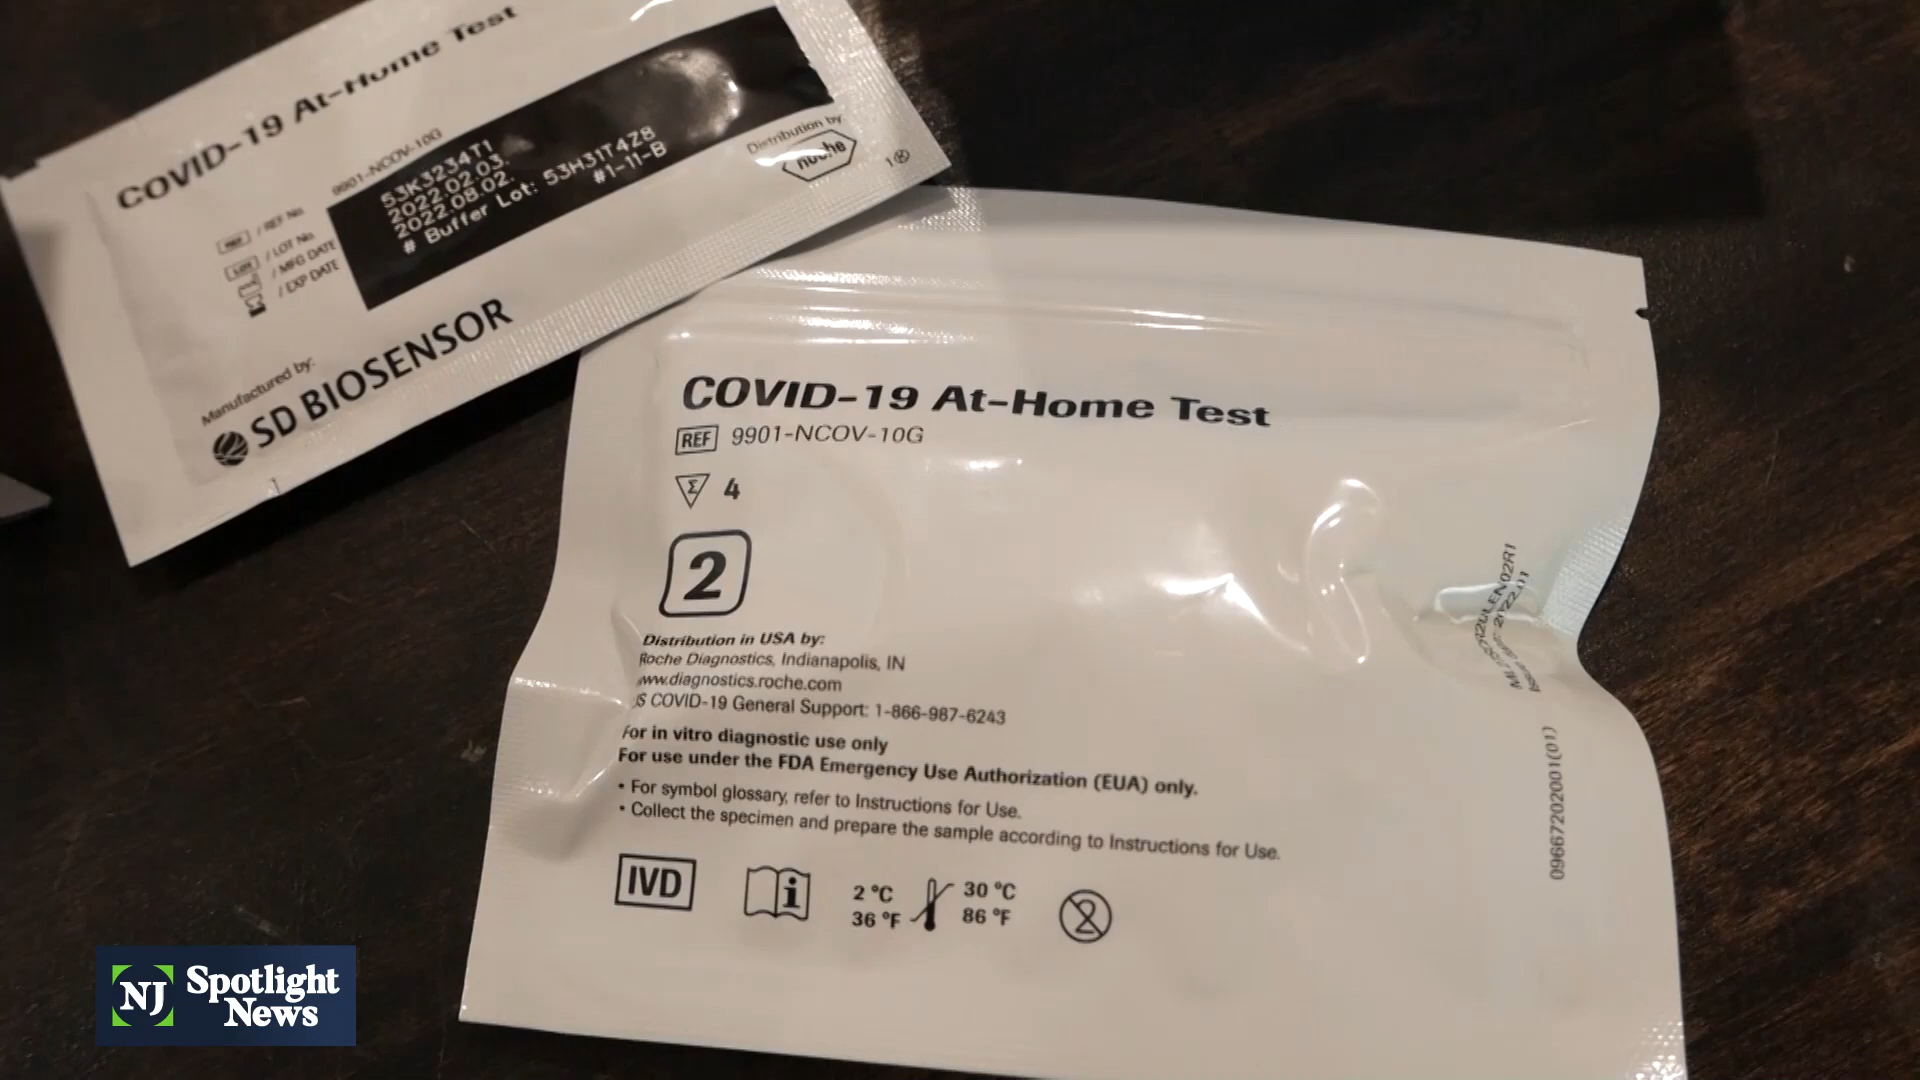 COVID-19 At-Home Test
9901-NCOV-10G
REF / REF No.
LOT / LOT No.
/ MFG DATE
/ EXP DATE
53K3234T1
2022.02.03.
2022.08.02.
# Buffer Lot: 53H31T4Z8
#1-11-B
Distribution by:
Roche
1
Manufactured by:
SD BIOSENSOR
COVID-19 At-Home Test
REF 9901-NCOV-10G
Σ 4
2
Distribution in USA by:
Roche Diagnostics, Indianapolis, IN
www.diagnostics.roche.com
US COVID-19 General Support: 1-866-987-6243
For in vitro diagnostic use only
For use under the FDA Emergency Use Authorization (EUA) only.
• For symbol glossary, refer to Instructions for Use.
• Collect the specimen and prepare the sample according to Instructions for Use.
IVD
i
2 °C
36 °F
30 °C
86 °F
2
09667202001(01)
NJ Spotlight
News